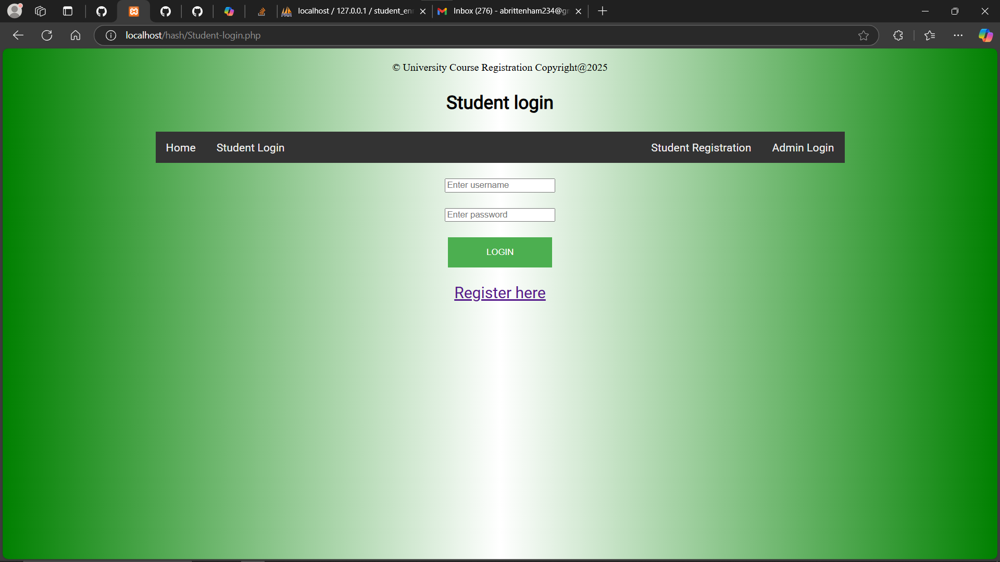 localhost / 127.0.0.1 / student_enr
Inbox (276) - abrittenham234@g
localhost/hash/Student-login.php
© University Course Registration Copyright@2025
Student login
Home Student Login Student Registration Admin Login
Enter username
Enter password
LOGIN
Register here